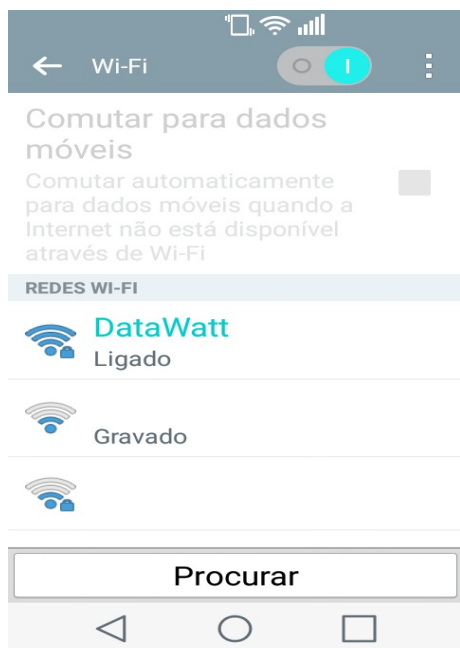 Wi-Fi
Comutar para dados
móveis
Comutar automaticamente
para dados móveis quando a
Internet não está disponível
através de Wi-Fi
REDES WI-FI
DataWatt
Ligado
Gravado
Procurar